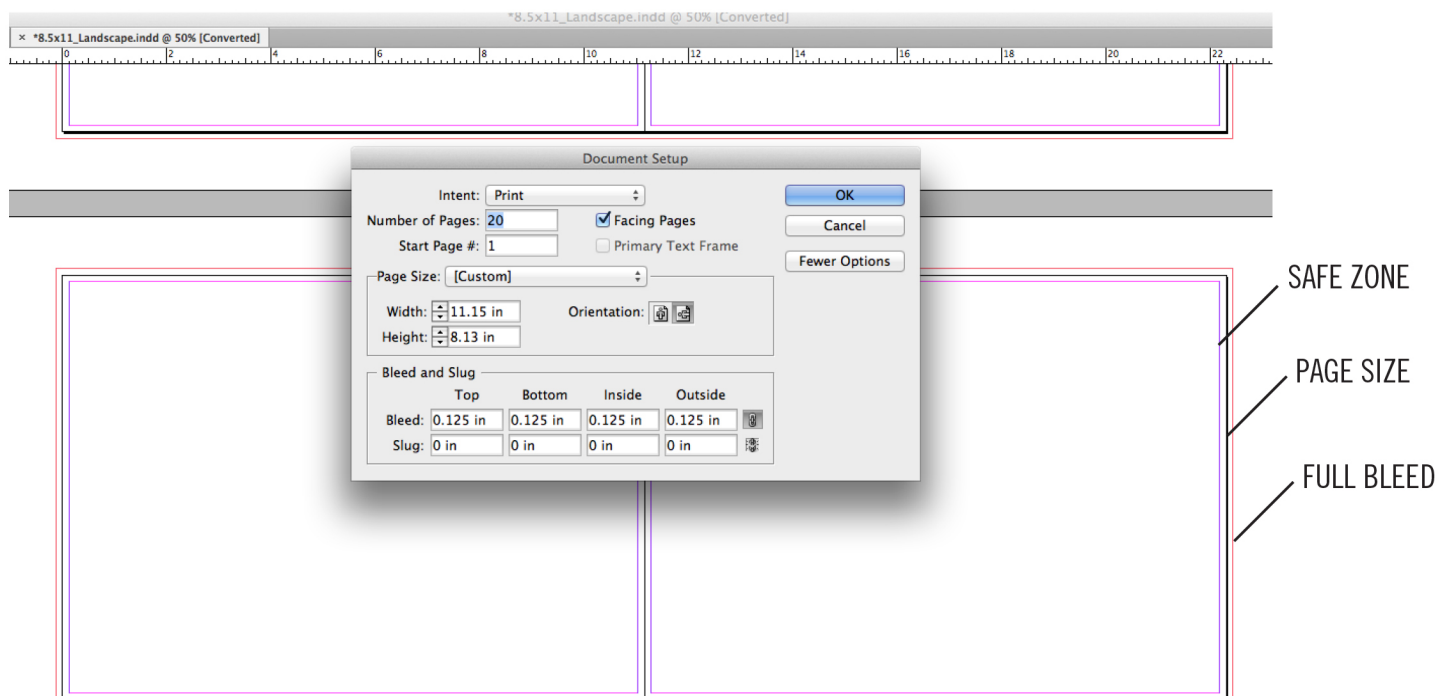 *8.5x11_Landscape.indd @ 50% [Converted]
× *8.5x11_Landscape.indd @ 50% [Converted]
0 2 4 6 8 10 12 14 16 18 20 22
Document Setup
Intent: Print OK
Number of Pages: 20 Facing Pages Cancel
Start Page #: 1 Primary Text Frame
Fewer Options
Page Size: [Custom]
Width: 11.15 in Orientation:
Height: 8.13 in
Bleed and Slug
Top Bottom Inside Outside
Bleed: 0.125 in 0.125 in 0.125 in 0.125 in
Slug: 0 in 0 in 0 in 0 in
SAFE ZONE
PAGE SIZE
FULL BLEED